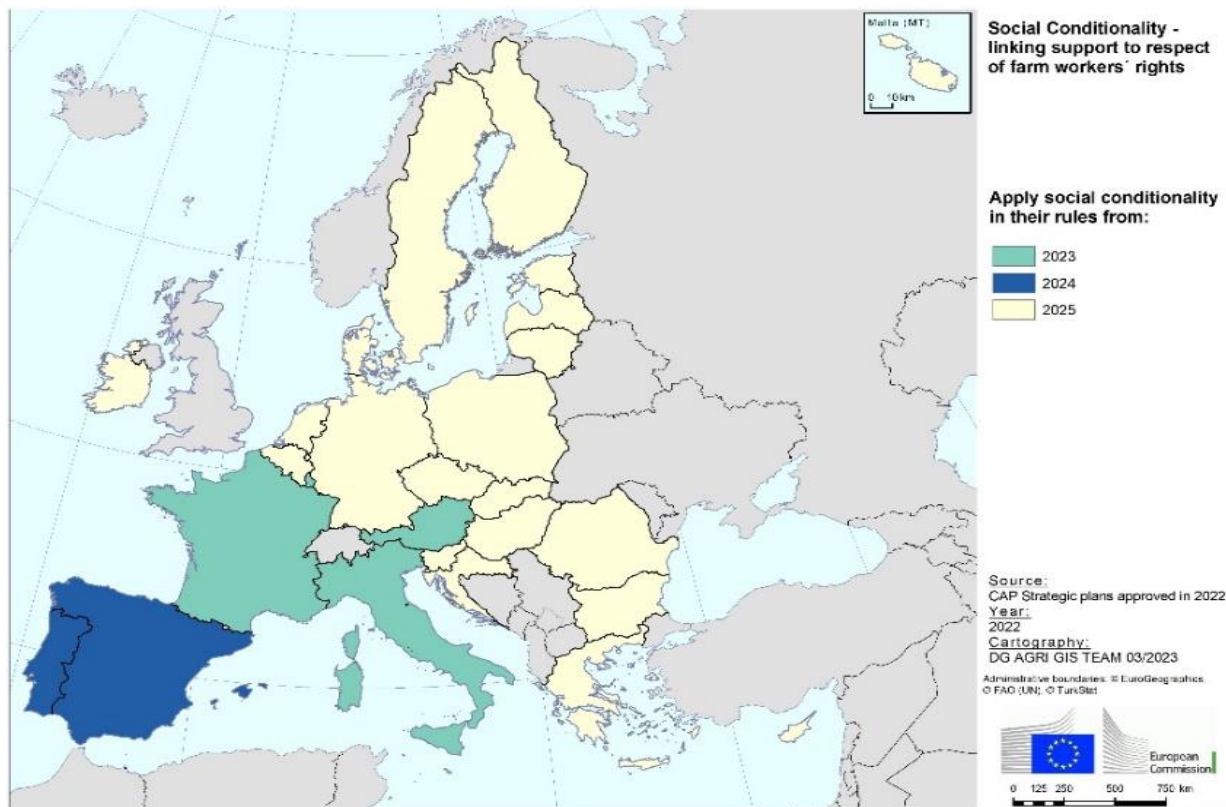 Malta (MT)
0 10 km
Social Conditionality -
linking support to respect
of farm workers´ rights
Apply social conditionality
in their rules from:
2023
2024
2025
Source:
CAP Strategic plans approved in 2022
Year:
2022
Cartography:
DG AGRI GIS TEAM 03/2023
Administrative boundaries: © EuroGeographics,
© FAO (UN), © TurkStat
European
Commission
0 125 250 500 750 km